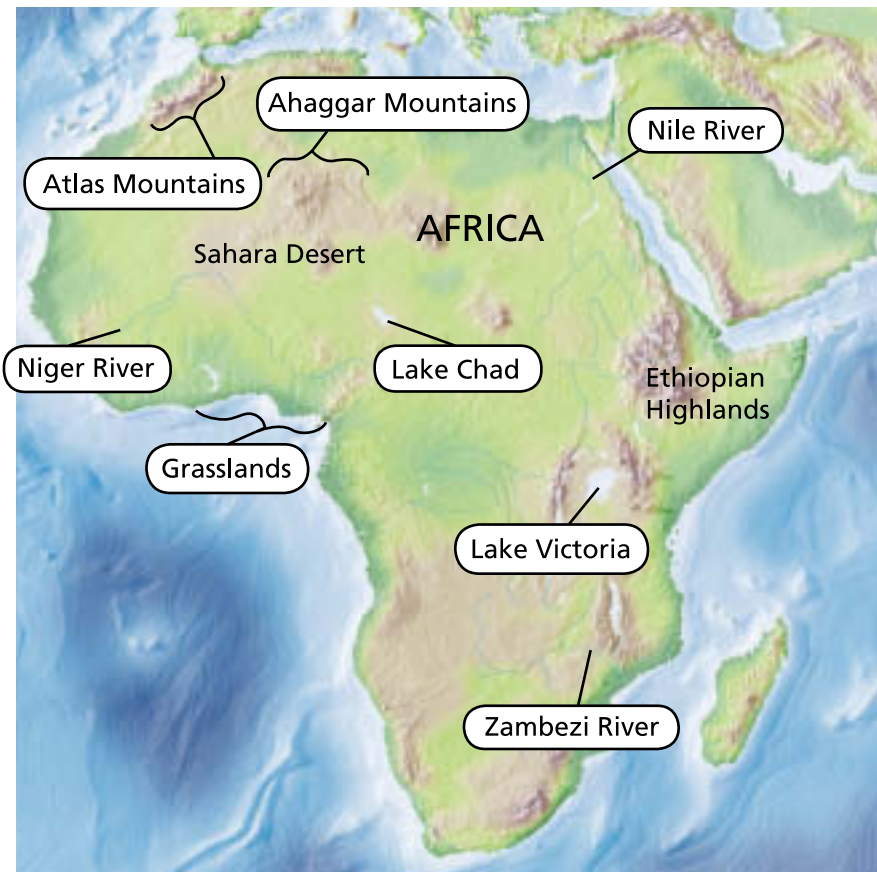 Ahaggar Mountains
Nile River
Atlas Mountains
AFRICA
Sahara Desert
Niger River
Lake Chad
Ethiopian
Highlands
Grasslands
Lake Victoria
Zambezi River